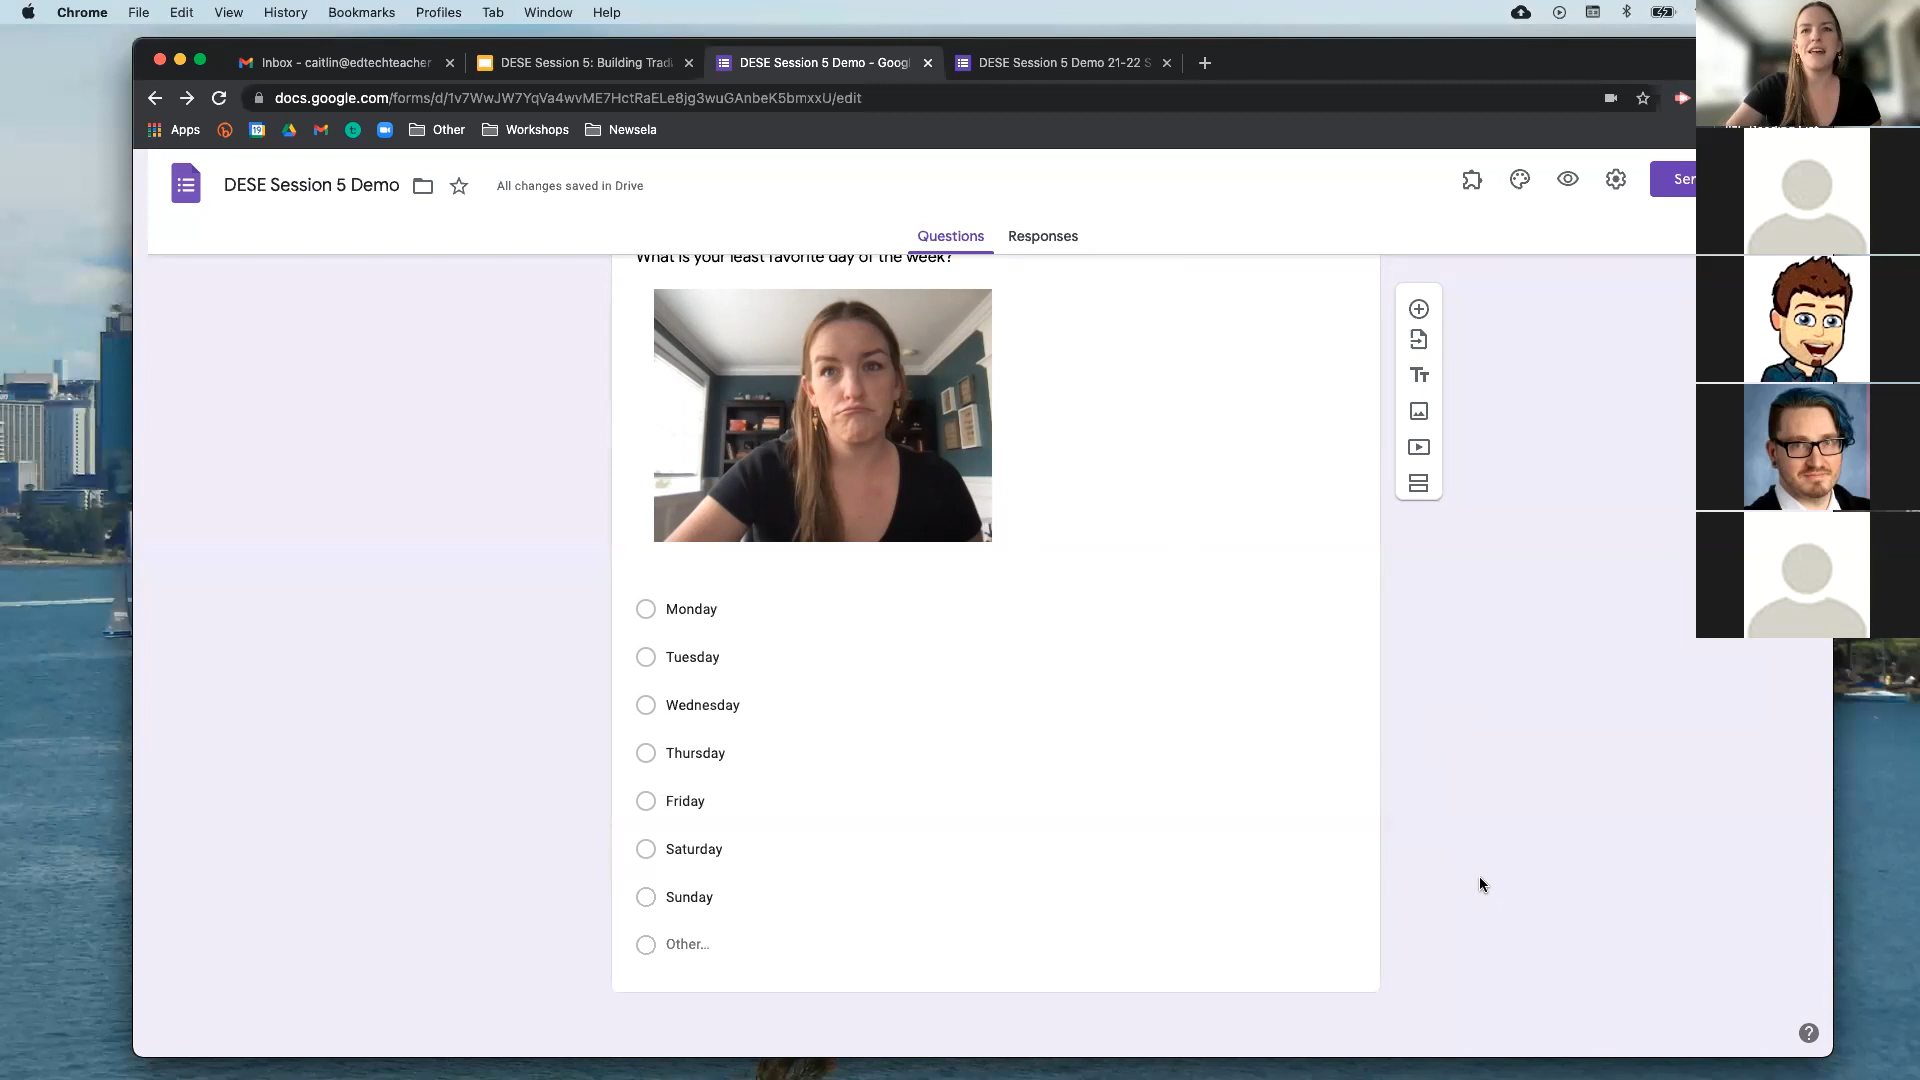 Chrome File Edit View History Bookmarks Profiles Tab Window Help
Inbox - caitlin@edtechteacher
DESE Session 5: Building Trad
DESE Session 5 Demo - Goog
DESE Session 5 Demo 21-22 S
docs.google.com/forms/d/1v7WwJW7YqVa4wvME7HctRaELe8jg3wuGAnbeK5bmxxU/edit
Apps 19 Other Workshops Newsela
DESE Session 5 Demo
All changes saved in Drive
Ser
Questions Responses
What is your least favorite day of the week?
Monday
Tuesday
Wednesday
Thursday
Friday
Saturday
Sunday
Other...